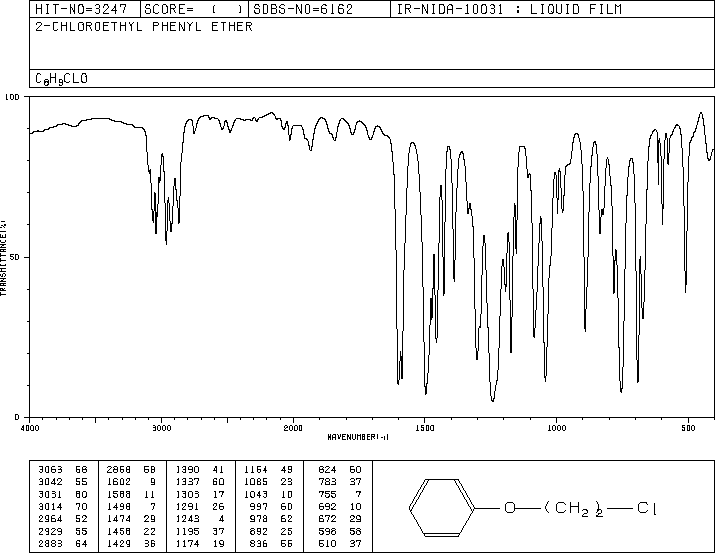 HIT-NO=3247 SCORE= ( ) SDBS-NO=6162 IR-NIDA-10031 : LIQUID FILM
2-CHLOROETHYL PHENYL ETHER
C8H9CLO
100
50
0
TRANSMITTANCE(%)
4000 3000 2000 1500 1000 500
WAVENUMBER(-1)
3063 58 2868 58 1390 41 1154 49 824 60
3042 55 1602 9 1337 60 1085 23 783 37
3031 80 1588 11 1303 17 1043 10 755 7
3014 70 1498 7 1291 26 997 60 692 10
2964 52 1474 29 1243 4 978 62 672 29
2929 55 1458 22 1195 37 892 25 598 58
2883 64 1429 36 1174 19 836 55 510 37
O (CH2)2 Cl